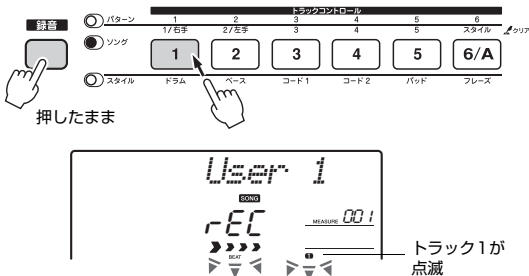 トラックコントロール
録音
パターン 1 2 3 4 5 6
1/右手 2/左手 3 4 5 スタイル クリア
ソング 1 2 3 4 5 6/A
スタイル ドラム ベース コード1 コード2 パッド フレーズ
押したまま
User 1
SONG
rEC
MEASURE 001
BEAT
1
トラック1が
点滅